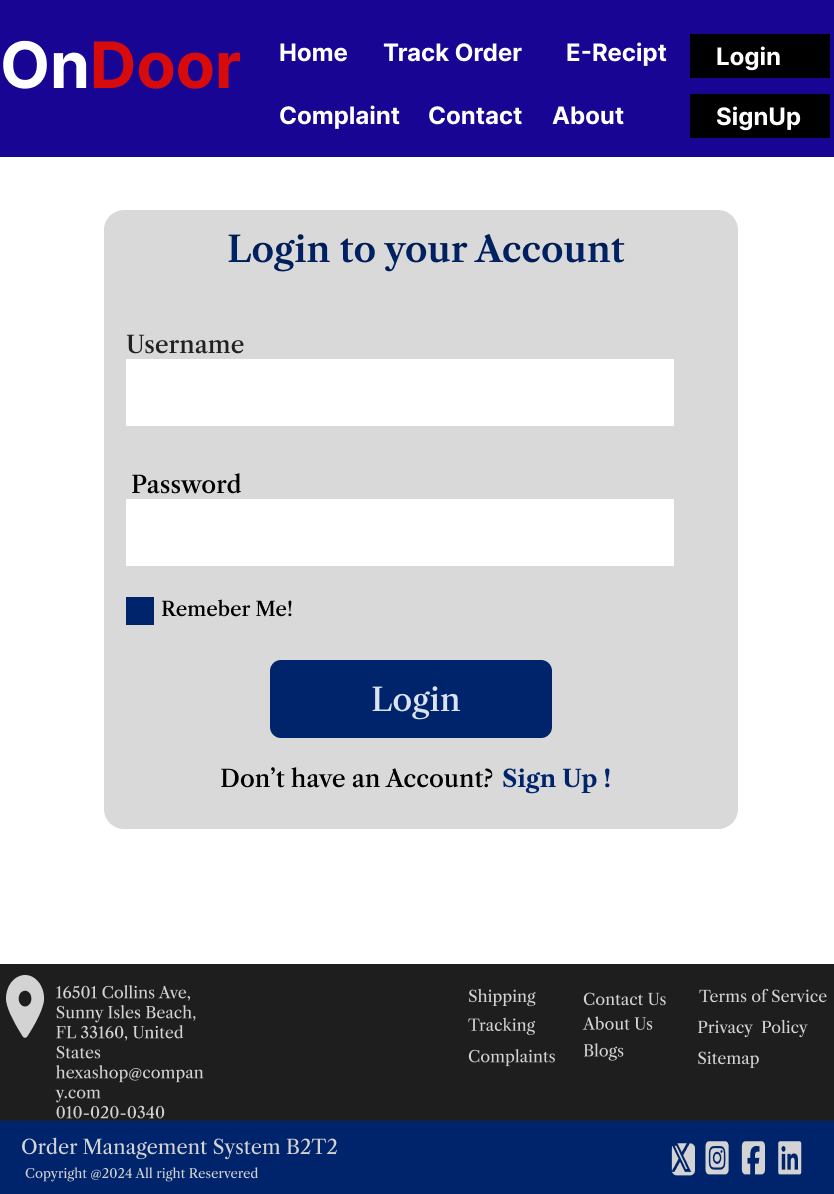 OnDoor
Home Track Order E-Recipt Login
Complaint Contact About SignUp
Login to your Account
Username
Password
Remeber Me!
Login
Don’t have an Account? Sign Up !
16501 Collins Ave,
Sunny Isles Beach,
FL 33160, United
States
hexashop@compan
y.com
010-020-0340
Shipping
Tracking
Complaints
Contact Us
About Us
Blogs
Terms of Service
Privacy Policy
Sitemap
Order Management System B2T2
Copyright @2024 All right Reservered